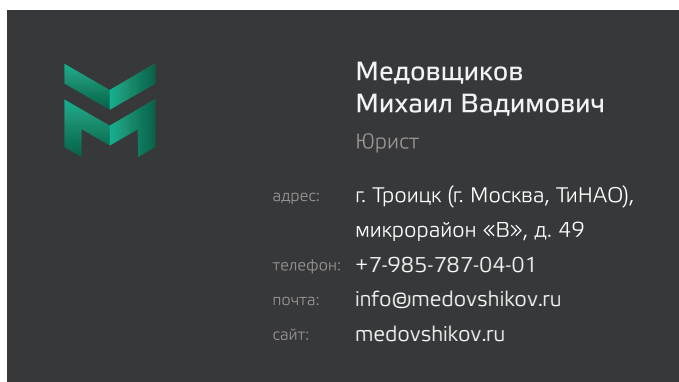 Медовщиков
Михаил Вадимович
Юрист
адрес: г. Троицк (г. Москва, ТиНАО),
микрорайон «В», д. 49
телефон: +7-985-787-04-01
почта: info@medovshikov.ru
сайт: medovshikov.ru